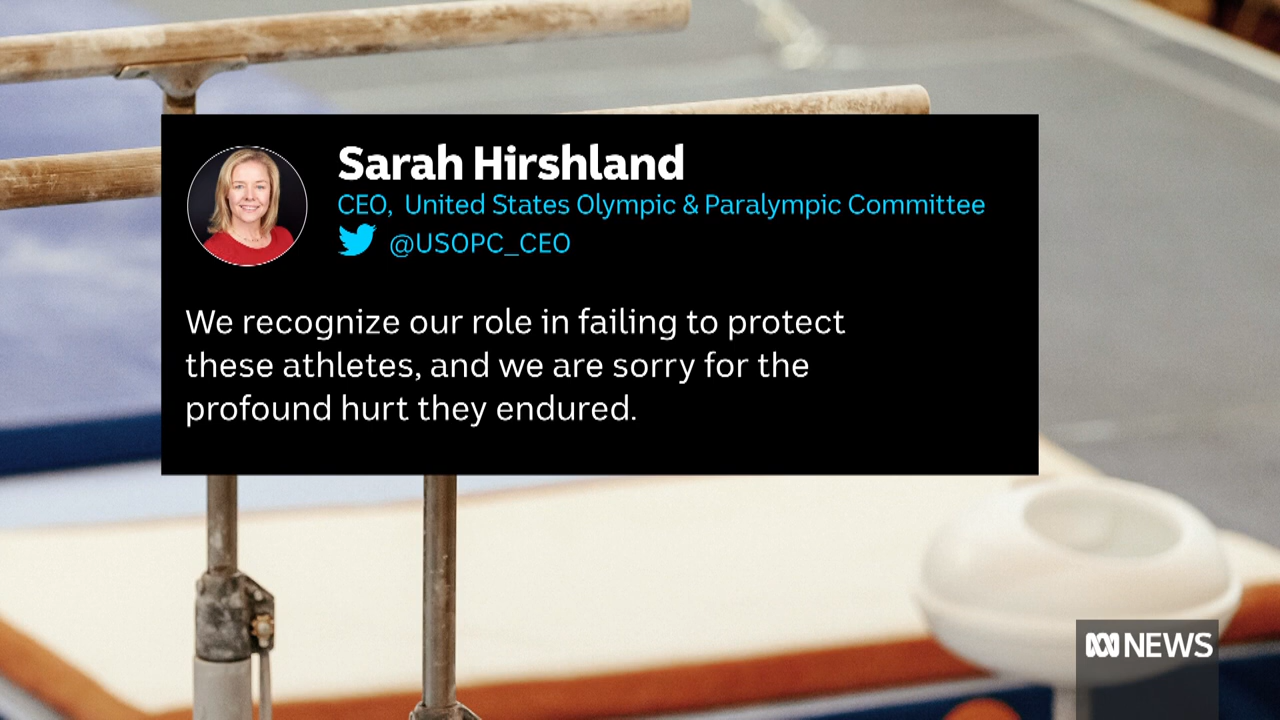 Sarah Hirshland
CEO, United States Olympic & Paralympic Committee
@USOPC_CEO
We recognize our role in failing to protect
these athletes, and we are sorry for the
profound hurt they endured.
NEWS